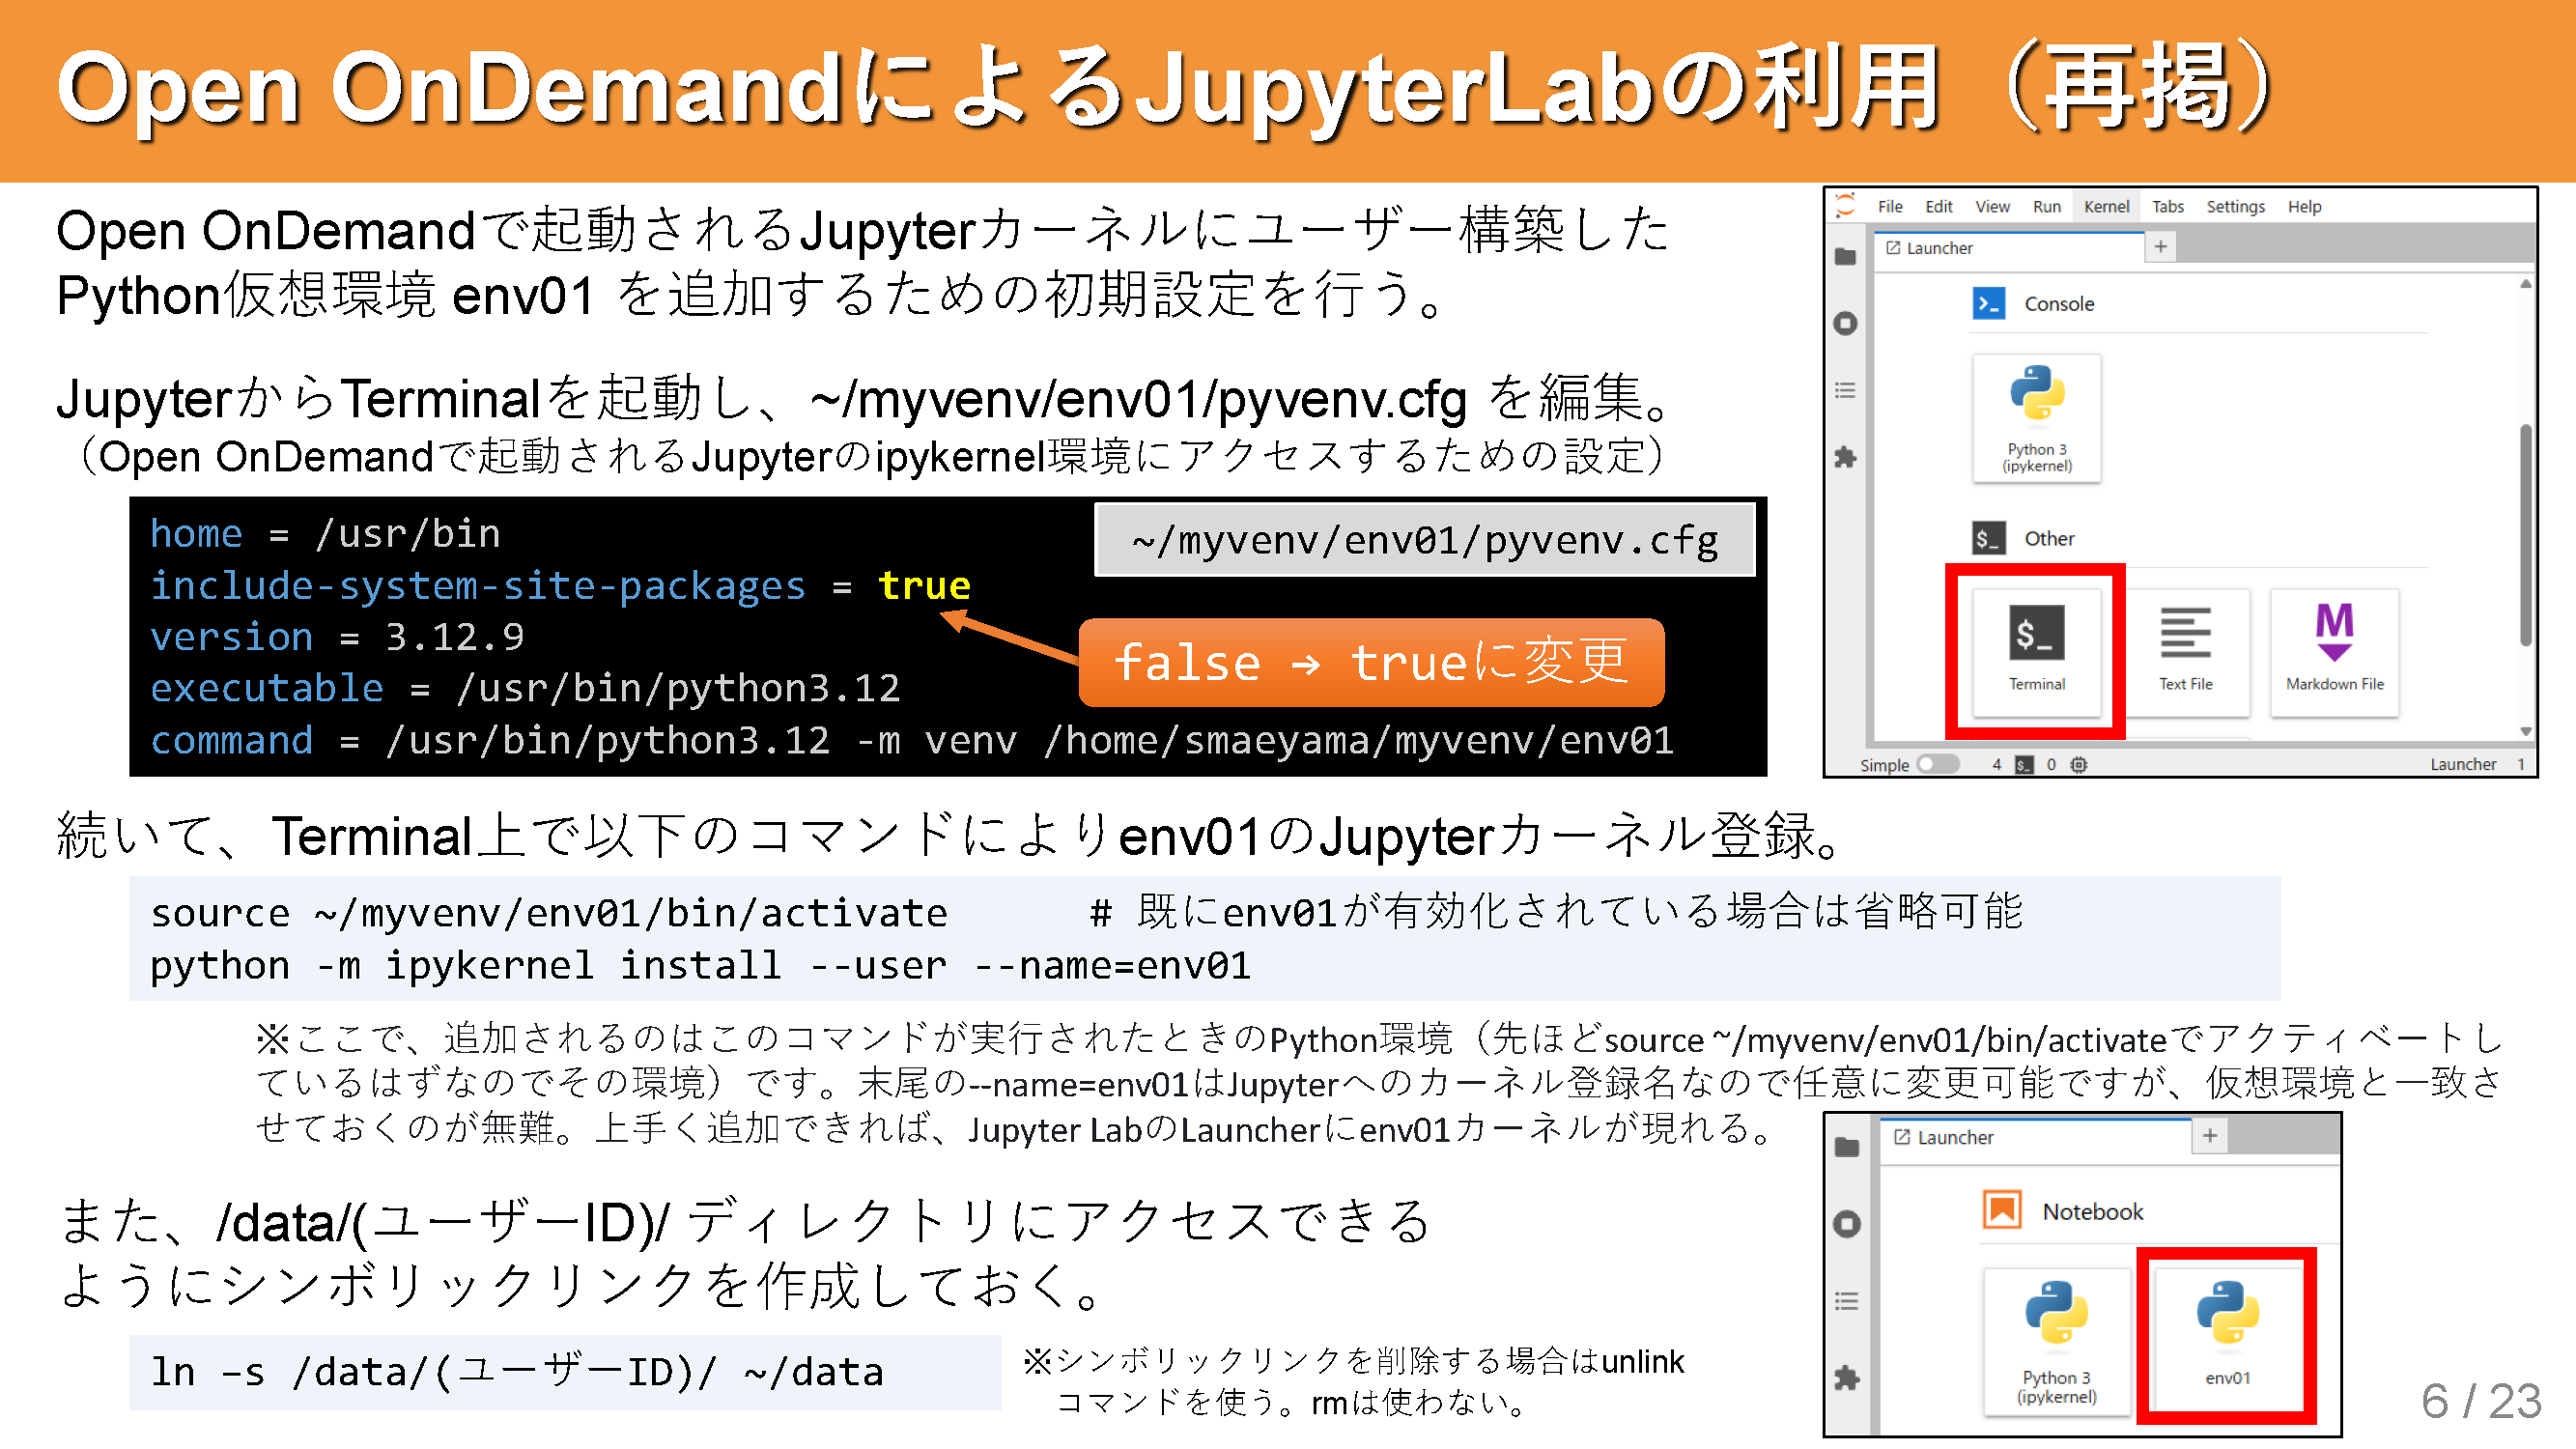 Open OnDemandによるJupyterLabの利用（再掲）
Open OnDemandで起動されるJupyterカーネルにユーザー構築した
Python仮想環境 env01 を追加するための初期設定を行う。
JupyterからTerminalを起動し、~/myvenv/env01/pyvenv.cfg を編集。
（Open OnDemandで起動されるJupyterのipykernel環境にアクセスするための設定）
~/myvenv/env01/pyvenv.cfg
home = /usr/bin
include-system-site-packages = true
version = 3.12.9
executable = /usr/bin/python3.12
command = /usr/bin/python3.12 -m venv /home/smaeyama/myvenv/env01
false → trueに変更
File Edit View Run Kernel Tabs Settings Help
Launcher +
>_ Console
Python 3
(ipykernel)
$_ Other
$_ M
Terminal Text File Markdown File
Simple 4 $_ 0 Launcher 1
続いて、Terminal上で以下のコマンドによりenv01のJupyterカーネル登録。
source ~/myvenv/env01/bin/activate # 既にenv01が有効化されている場合は省略可能
python -m ipykernel install --user --name=env01
※ここで、追加されるのはこのコマンドが実行されたときのPython環境（先ほどsource ~/myvenv/env01/bin/activateでアクティベートし
ているはずなのでその環境）です。末尾の--name=env01はJupyterへのカーネル登録名なので任意に変更可能ですが、仮想環境と一致さ
せておくのが無難。上手く追加できれば、Jupyter LabのLauncherにenv01カーネルが現れる。
また、/data/(ユーザーID)/ ディレクトリにアクセスできる
ようにシンボリックリンクを作成しておく。
ln –s /data/(ユーザーID)/ ~/data
※シンボリックリンクを削除する場合はunlink
コマンドを使う。rmは使わない。
Launcher +
Notebook
Python 3
(ipykernel)
env01
6 / 23